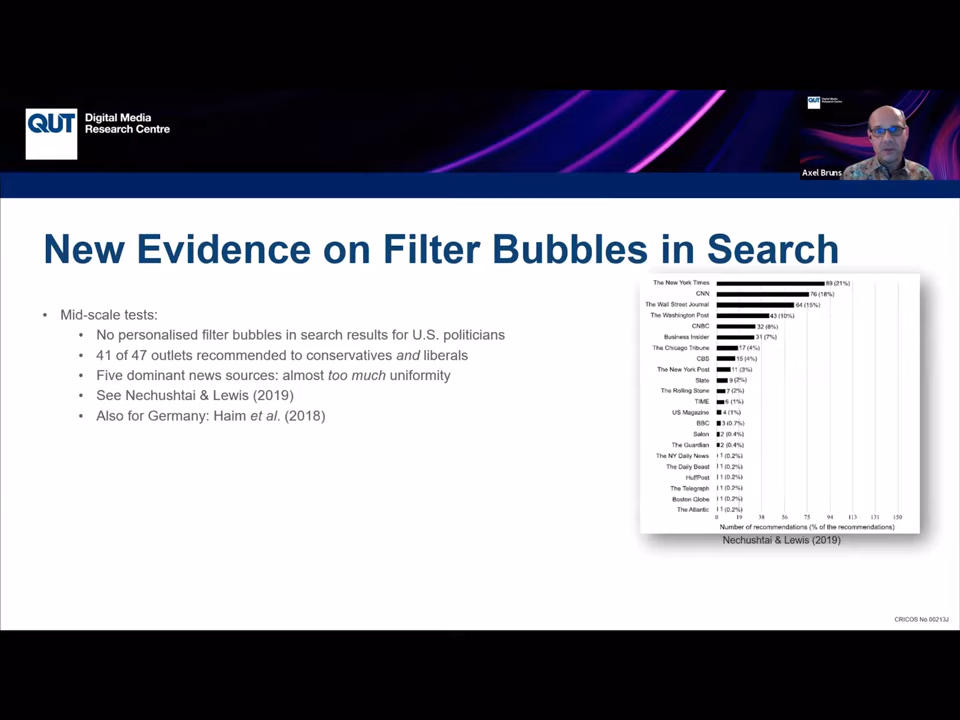 QUT
Digital Media
Research Centre
QUT
Digital Media
Research Centre
Axel Bruns
New Evidence on Filter Bubbles in Search
• Mid-scale tests:
• No personalised filter bubbles in search results for U.S. politicians
• 41 of 47 outlets recommended to conservatives and liberals
• Five dominant news sources: almost too much uniformity
• See Nechushtai & Lewis (2019)
• Also for Germany: Haim et al. (2018)
The New York Times 89 (21%)
CNN 76 (18%)
The Wall Street Journal 64 (15%)
The Washington Post 43 (10%)
CNBC 32 (8%)
Business Insider 31 (7%)
The Chicago Tribune 17 (4%)
CBS 15 (4%)
The New York Post 11 (3%)
Slate 9 (2%)
The Rolling Stone 7 (2%)
TIME 6 (1%)
US Magazine 4 (1%)
BBC 3 (0.7%)
Salon 2 (0.4%)
The Guardian 2 (0.4%)
The NY Daily News 1 (0.2%)
The Daily Beast 1 (0.2%)
HuffPost 1 (0.2%)
The Telegraph 1 (0.2%)
Boston Globe 1 (0.2%)
The Atlantic 1 (0.2%)
0 19 38 56 75 94 113 131 150
Number of recommendations (% of the recommendations)
Nechushtai & Lewis (2019)
CRICOS No.00213J